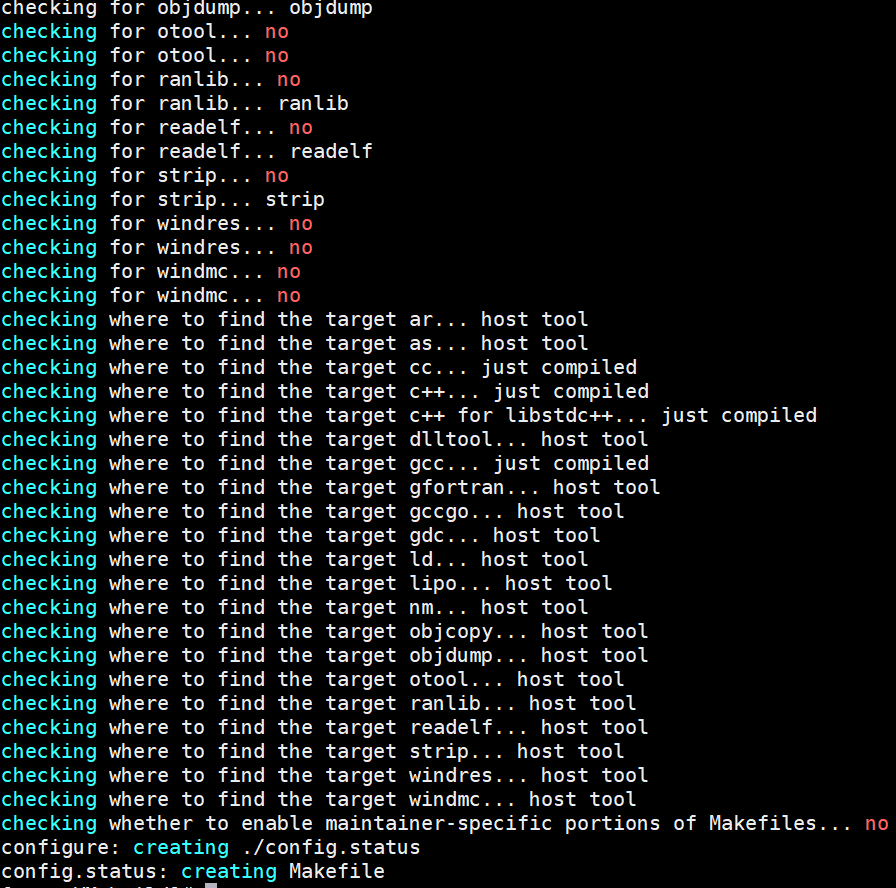 checking for objdump... objdump
checking for otool... no
checking for otool... no
checking for ranlib... no
checking for ranlib... ranlib
checking for readelf... no
checking for readelf... readelf
checking for strip... no
checking for strip... strip
checking for windres... no
checking for windres... no
checking for windmc... no
checking for windmc... no
checking where to find the target ar... host tool
checking where to find the target as... host tool
checking where to find the target cc... just compiled
checking where to find the target c++... just compiled
checking where to find the target c++ for libstdc++... just compiled
checking where to find the target dlltool... host tool
checking where to find the target gcc... just compiled
checking where to find the target gfortran... host tool
checking where to find the target gccgo... host tool
checking where to find the target gdc... host tool
checking where to find the target ld... host tool
checking where to find the target lipo... host tool
checking where to find the target nm... host tool
checking where to find the target objcopy... host tool
checking where to find the target objdump... host tool
checking where to find the target otool... host tool
checking where to find the target ranlib... host tool
checking where to find the target readelf... host tool
checking where to find the target strip... host tool
checking where to find the target windres... host tool
checking where to find the target windmc... host tool
checking whether to enable maintainer-specific portions of Makefiles... no
configure: creating ./config.status
config.status: creating Makefile